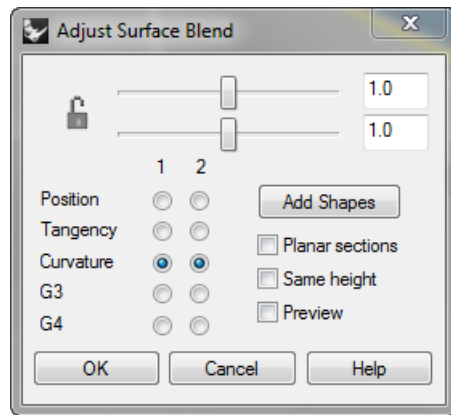 Adjust Surface Blend
1.0
1.0
1 2
Position
Add Shapes
Tangency
Planar sections
Curvature
Same height
G3
Preview
G4
OK Cancel Help